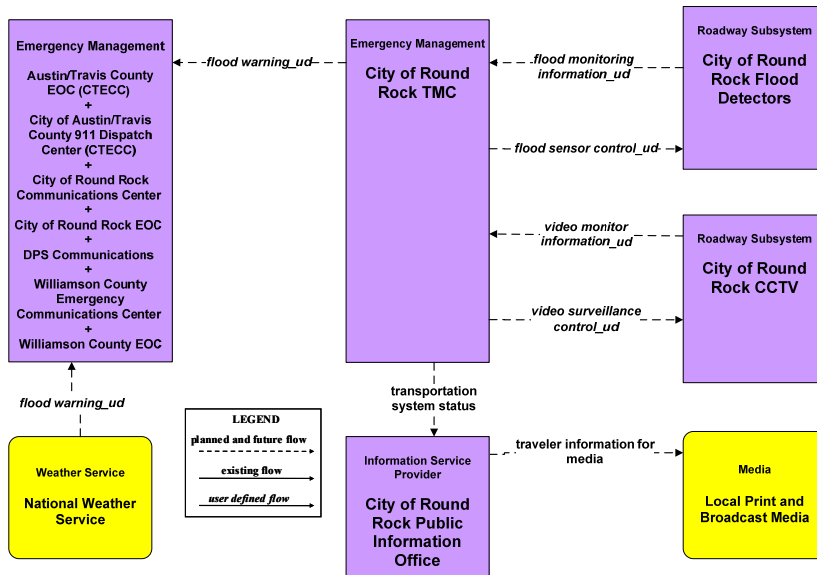 Emergency Management
Austin/Travis County
EOC (CTECC)
+
City of Austin/Travis
County 911 Dispatch
Center (CTECC)
+
City of Round Rock
Communications Center
+
City of Round Rock EOC
+
DPS Communications
+
Williamson County
Emergency
Communications Center
+
Williamson County EOC
flood warning_ud
Emergency Management
City of Round
Rock TMC
flood monitoring
information_ud
flood sensor control_ud
video monitor
information_ud
video surveillance
control_ud
Roadway Subsystem
City of Round
Rock Flood
Detectors
Roadway Subsystem
City of Round
Rock CCTV
flood warning_ud
Weather Service
National Weather
Service
LEGEND
planned and future flow
existing flow
user defined flow
transportation
system status
Information Service
Provider
City of Round
Rock Public
Information
Office
traveler information for
media
Media
Local Print and
Broadcast Media